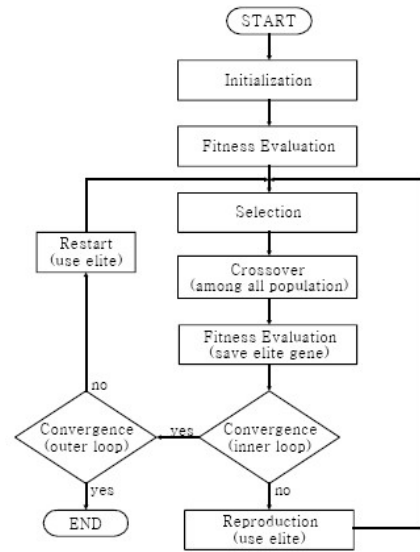 START
Initialization
Fitness Evaluation
Selection
Restart
(use elite)
Crossover
(among all population)
Fitness Evaluation
(save elite gene)
no
Convergence
(outer loop)
yes
Convergence
(inner loop)
yes
no
END
Reproduction
(use elite)